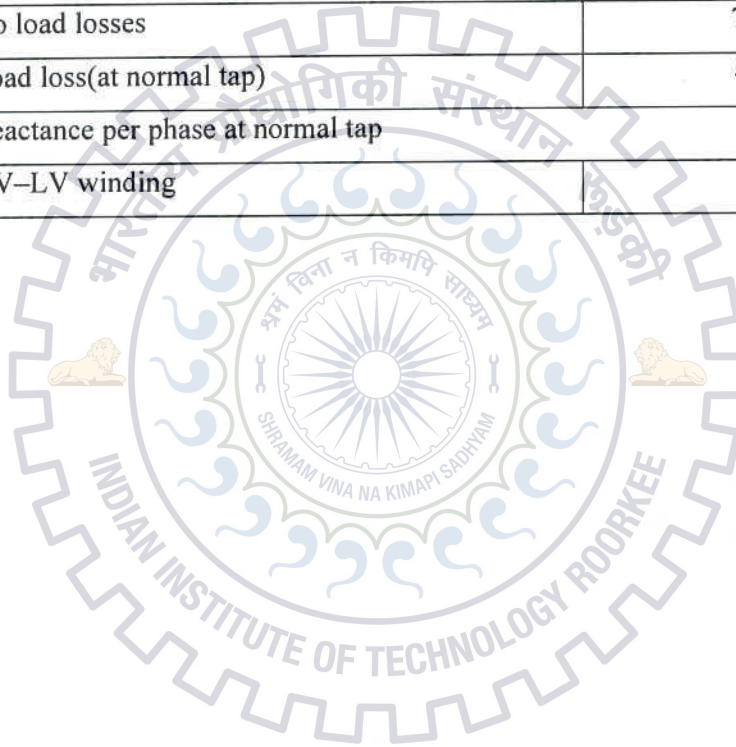 o load losses
oad loss(at normal tap)
eactance per phase at normal tap
V–LV winding
भारतीय प्रौद्योगिकी संस्थान रुड़की
श्रमं विना न किमपि साध्यम्
SHRAMAM VINA NA KIMAPI SADHYAM
INDIAN INSTITUTE OF TECHNOLOGY ROORKEE